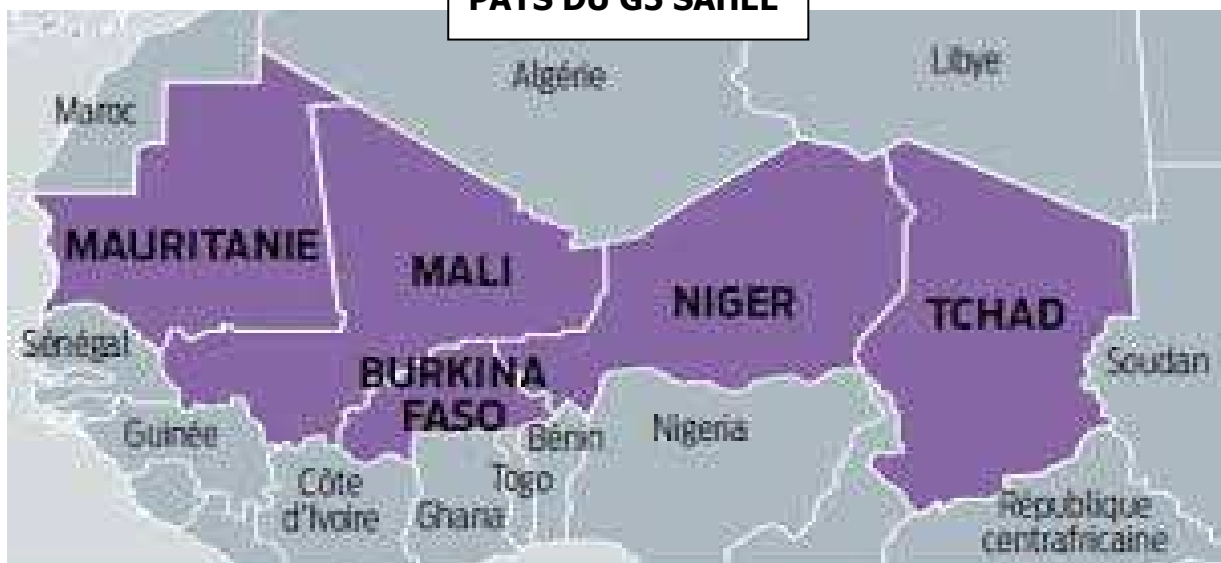 PAYS DU G5 SAHEL
Algérie
Libye
Maroc
MAURITANIE
MALI
NIGER
TCHAD
Sénégal
BURKINA
FASO
Soudan
Guinée
Bénin
Nigeria
Côte
d'Ivoire
Togo
Ghana
République
centrafricaine